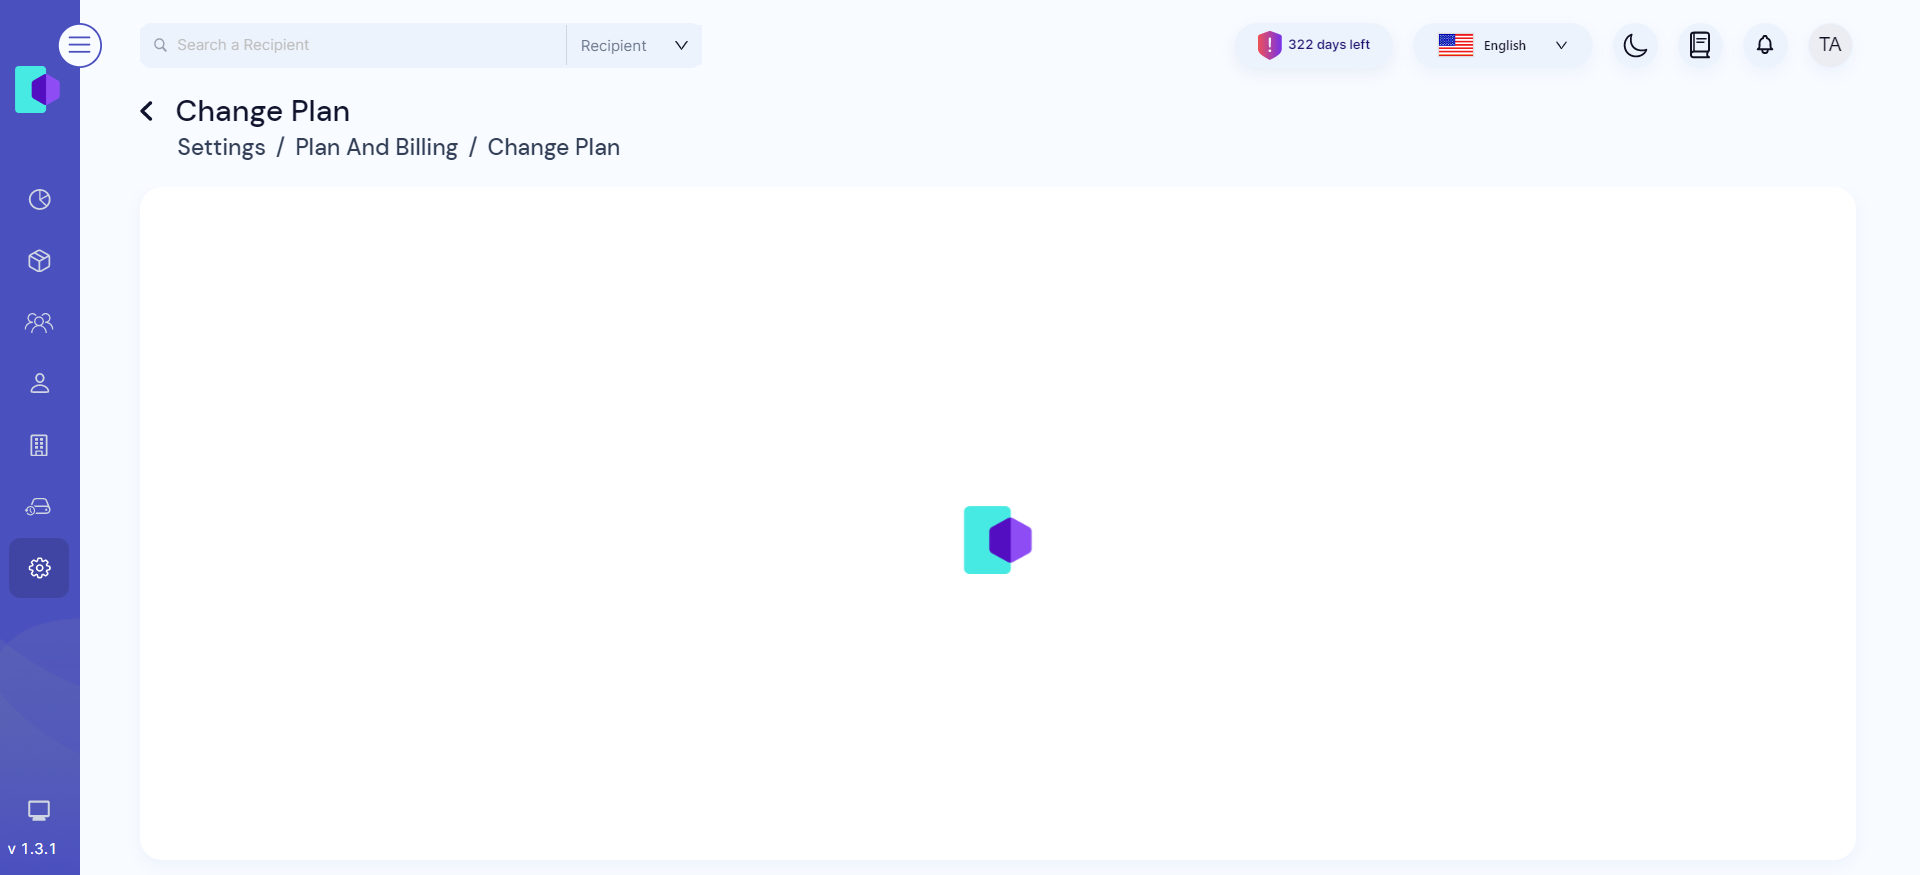 Search a Recipient
Recipient
322 days left
English
TA
Change Plan
Settings / Plan And Billing / Change Plan
v 1.3.1